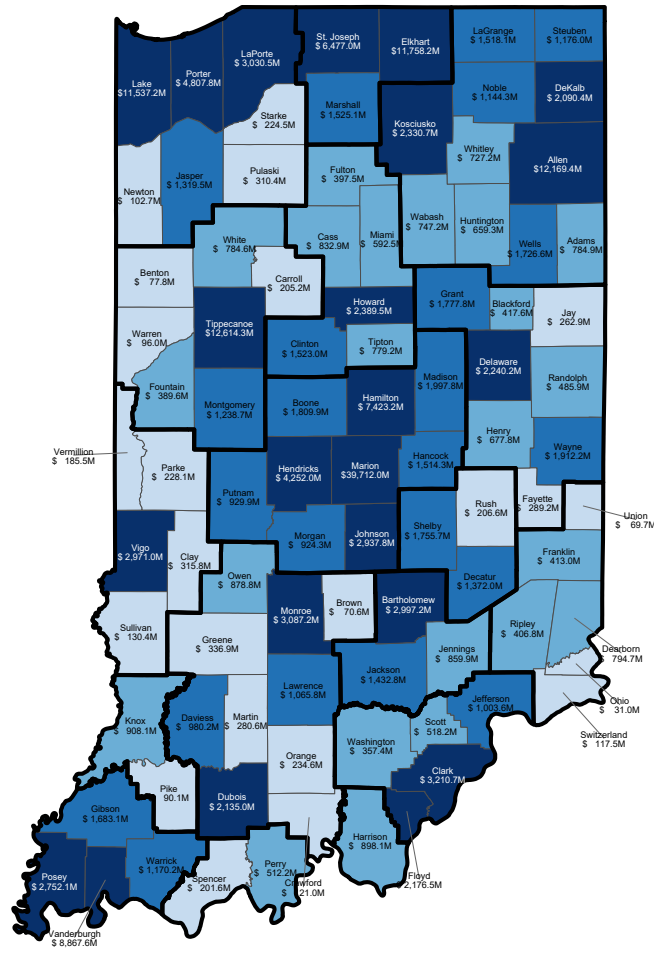 St. Joseph
$ 6,477.0M
Elkhart
$11,758.2M
LaGrange
$ 1,518.1M
Steuben
$ 1,176.0M
LaPorte
$ 3,030.5M
Porter
$ 4,807.8M
Lake
$11,537.2M
Noble
$ 1,144.3M
DeKalb
$ 2,090.4M
Marshall
$ 1,525.1M
Starke
$ 224.5M
Kosciusko
$ 2,330.7M
Whitley
$ 727.2M
Allen
$12,169.4M
Jasper
$ 1,319.5M
Pulaski
$ 310.4M
Fulton
$ 397.5M
Newton
$ 102.7M
Wabash
$ 747.2M
Huntington
$ 659.3M
White
$ 784.6M
Cass
$ 832.9M
Miami
$ 592.5M
Wells
$ 1,726.6M
Adams
$ 784.9M
Benton
$ 77.8M
Carroll
$ 205.2M
Howard
$ 2,389.5M
Grant
$ 1,777.8M
Blackford
$ 417.6M
Jay
$ 262.9M
Tippecanoe
$12,614.3M
Warren
$ 96.0M
Clinton
$ 1,523.0M
Tipton
$ 779.2M
Delaware
$ 2,240.2M
Madison
$ 1,997.8M
Randolph
$ 485.9M
Fountain
$ 389.6M
Montgomery
$ 1,238.7M
Boone
$ 1,809.9M
Hamilton
$ 7,423.2M
Henry
$ 677.8M
Wayne
$ 1,912.2M
Vermillion
$ 185.5M
Parke
$ 228.1M
Hendricks
$ 4,252.0M
Marion
$39,712.0M
Hancock
$ 1,514.3M
Putnam
$ 929.9M
Rush
$ 206.6M
Fayette
$ 289.2M
Union
$ 69.7M
Morgan
$ 924.3M
Johnson
$ 2,937.8M
Shelby
$ 1,755.7M
Vigo
$ 2,971.0M
Clay
$ 315.8M
Franklin
$ 413.0M
Owen
$ 878.8M
Decatur
$ 1,372.0M
Monroe
$ 3,087.2M
Brown
$ 70.6M
Bartholomew
$ 2,997.2M
Sullivan
$ 130.4M
Greene
$ 336.9M
Ripley
$ 406.8M
Dearborn
$ 794.7M
Jennings
$ 859.9M
Jackson
$ 1,432.8M
Lawrence
$ 1,065.8M
Jefferson
$ 1,003.6M
Ohio
$ 31.0M
Switzerland
$ 117.5M
Knox
$ 908.1M
Daviess
$ 980.2M
Martin
$ 280.6M
Scott
$ 518.2M
Washington
$ 357.4M
Orange
$ 234.6M
Clark
$ 3,210.7M
Pike
$ 90.1M
Dubois
$ 2,135.0M
Gibson
$ 1,683.1M
Harrison
$ 898.1M
Warrick
$ 1,170.2M
Perry
$ 512.2M
Posey
$ 2,752.1M
Spencer
$ 201.6M
Crawford
$ 21.0M
Floyd
$ 2,176.5M
Vanderburgh
$ 8,867.6M